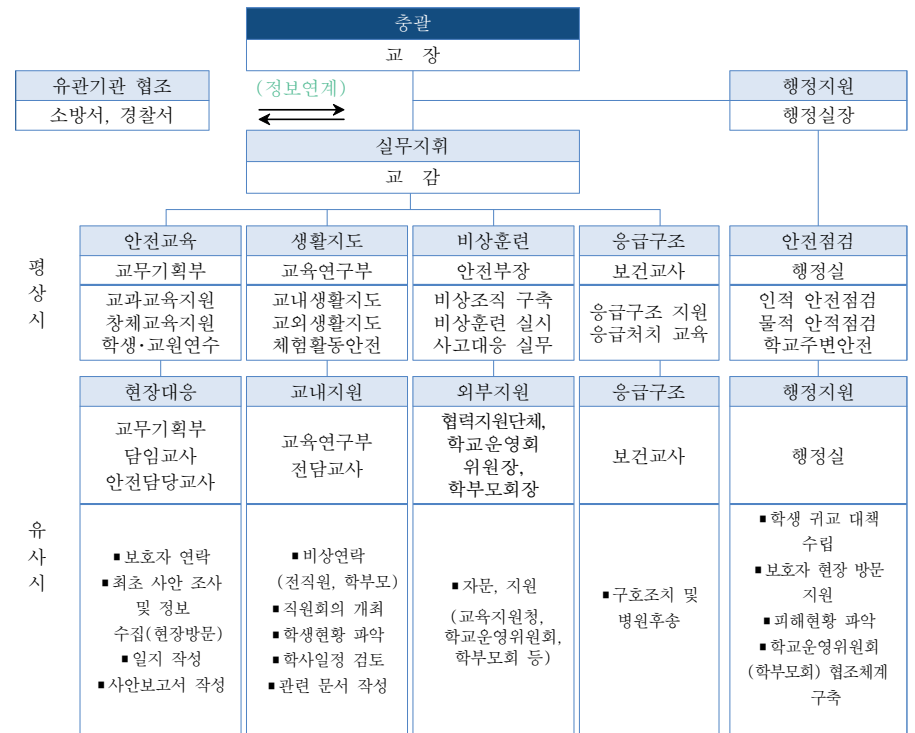 총괄
교 장
유관기관 협조
소방서, 경찰서
(정보연계)
행정지원
행정실장
실무지휘
교 감
평
상
시
안전교육
교무기획부
교과교육지원
창체교육지원
학생·교원연수
생활지도
교육연구부
교내생활지도
교외생활지도
체험활동안전
비상훈련
안전부장
비상조직 구축
비상훈련 실시
사고대응 실무
응급구조
보건교사
응급구조 지원
응급처치 교육
안전점검
행정실
인적 안전점검
물적 안적점검
학교주변안전
유
사
시
현장대응
교무기획부
담임교사
안전담당교사
■ 보호자 연락
■ 최초 사안 조사
및 정보
수집(현장방문)
■ 일지 작성
■ 사안보고서 작성
교내지원
교육연구부
전담교사
■ 비상연락
(전직원, 학부모)
■ 직원회의 개최
■ 학생현황 파악
■ 학사일정 검토
■ 관련 문서 작성
외부지원
협력지원단체,
학교운영회
위원장,
학부모회장
■ 자문, 지원
(교육지원청,
학교운영위원회,
학부모회 등)
응급구조
보건교사
■ 구호조치 및
병원후송
행정지원
행정실
■ 학생 귀교 대책
수립
■ 보호자 현장 방문
지원
■ 피해현황 파악
■ 학교운영위원회
(학부모회) 협조체계
구축